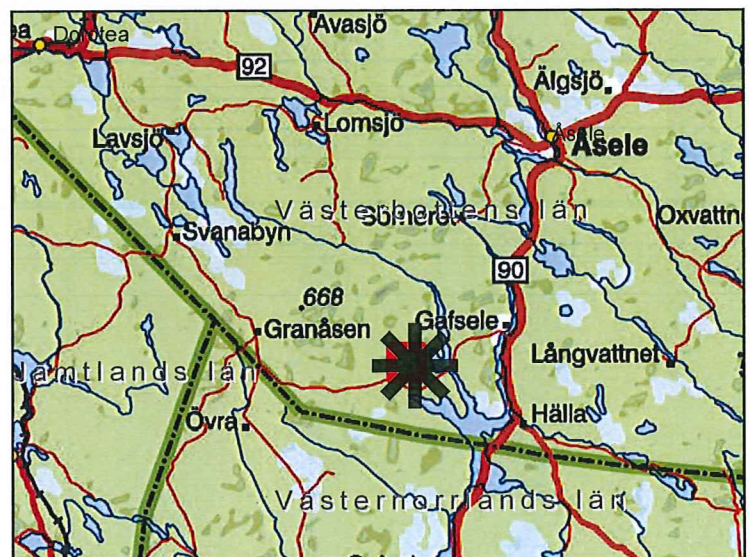 Avasjö
Dorotea
92
Älgsjö
Lomsjö
Lavsjö
Åsele
Åsele
Västerbottens län
Svanabyn
90
668
Granåsen
Gafsele
Långvattnet
Jämtlands län
Hälla
Övra
Västernorrlands län